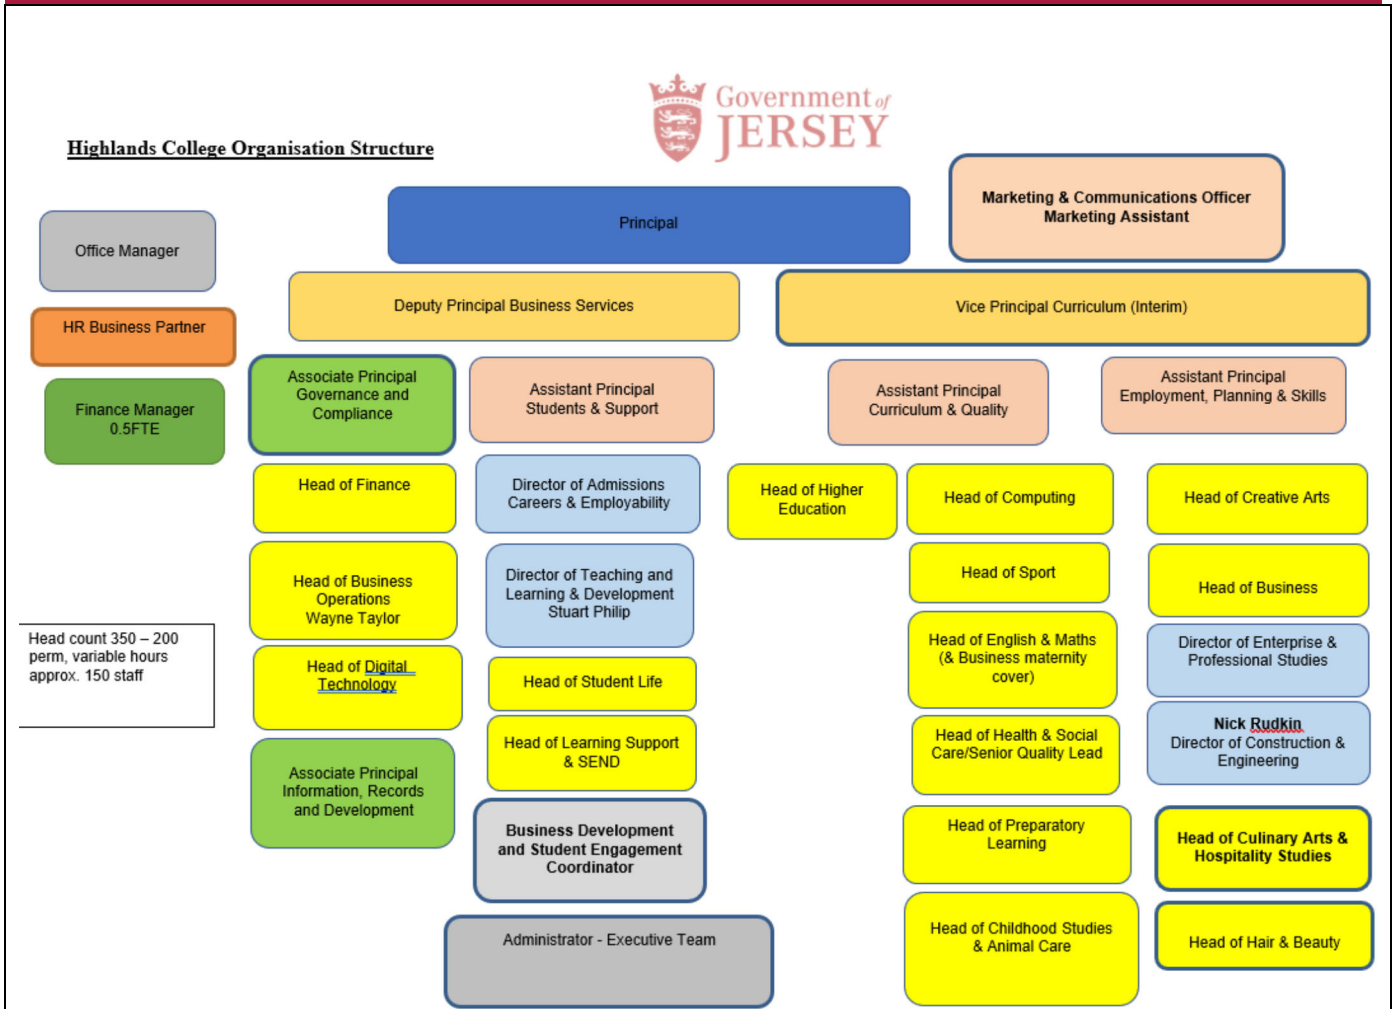 Government of
JERSEY
Highlands College Organisation Structure
Marketing & Communications Officer
Marketing Assistant
Principal
Office Manager
Deputy Principal Business Services
Vice Principal Curriculum (Interim)
HR Business Partner
Finance Manager
0.5FTE
Associate Principal
Governance and
Compliance
Assistant Principal
Students & Support
Assistant Principal
Curriculum & Quality
Assistant Principal
Employment, Planning & Skills
Head of Finance
Director of Admissions
Careers & Employability
Head of Higher
Education
Head of Computing
Head of Creative Arts
Head of Business
Operations
Wayne Taylor
Director of Teaching and
Learning & Development
Stuart Philip
Head of Sport
Head of Business
Head count 350 – 200
perm, variable hours
approx. 150 staff
Head of Digital
Technology
Head of Student Life
Head of English & Maths
(& Business maternity
cover)
Director of Enterprise &
Professional Studies
Head of Learning Support
& SEND
Head of Health & Social
Care/Senior Quality Lead
Nick Rudkin
Director of Construction &
Engineering
Associate Principal
Information, Records
and Development
Business Development
and Student Engagement
Coordinator
Head of Preparatory
Learning
Head of Culinary Arts &
Hospitality Studies
Administrator - Executive Team
Head of Childhood Studies
& Animal Care
Head of Hair & Beauty